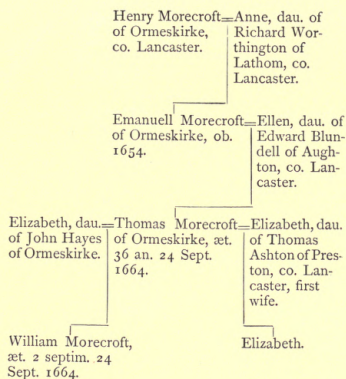 Henry Morecroft=Anne, dau. of
of Ormeskirke, Richard Wor-
co. Lancaster. thington of
Lathom, co.
Lancaster.
Emanuell Morecroft=Ellen, dau. of
of Ormeskirke, ob. Edward Blun-
1654. dell of Augh-
ton, co. Lan-
caster.
Elizabeth, dau.=Thomas Morecroft=Elizabeth, dau.
of John Hayes of Ormeskirke, æt. of Thomas
of Ormeskirke. 36 an. 24 Sept. Ashton of Pres-
1664. ton, co. Lan-
caster, first
wife.
William Morecroft, Elizabeth.
æt. 2 septim. 24
Sept. 1664.